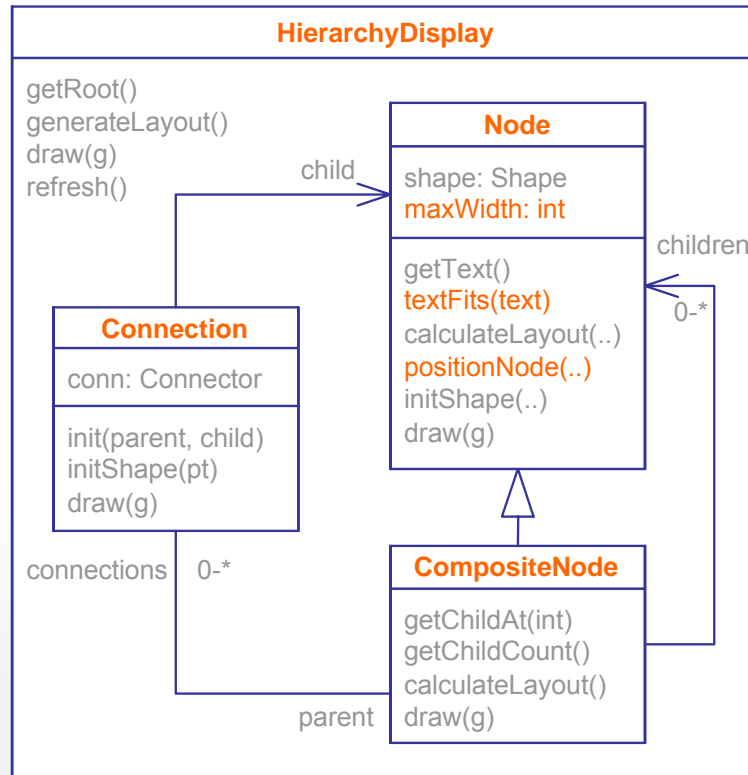 HierarchyDisplay
getRoot()
generateLayout()
draw(g)
refresh()
child
Node
shape: Shape
maxWidth: int
getText()
textFits(text)
calculateLayout(..)
positionNode(..)
initShape(..)
draw(g)
children
0-*
Connection
conn: Connector
init(parent, child)
initShape(pt)
draw(g)
connections 0-*
CompositeNode
getChildAt(int)
getChildCount()
calculateLayout()
draw(g)
parent